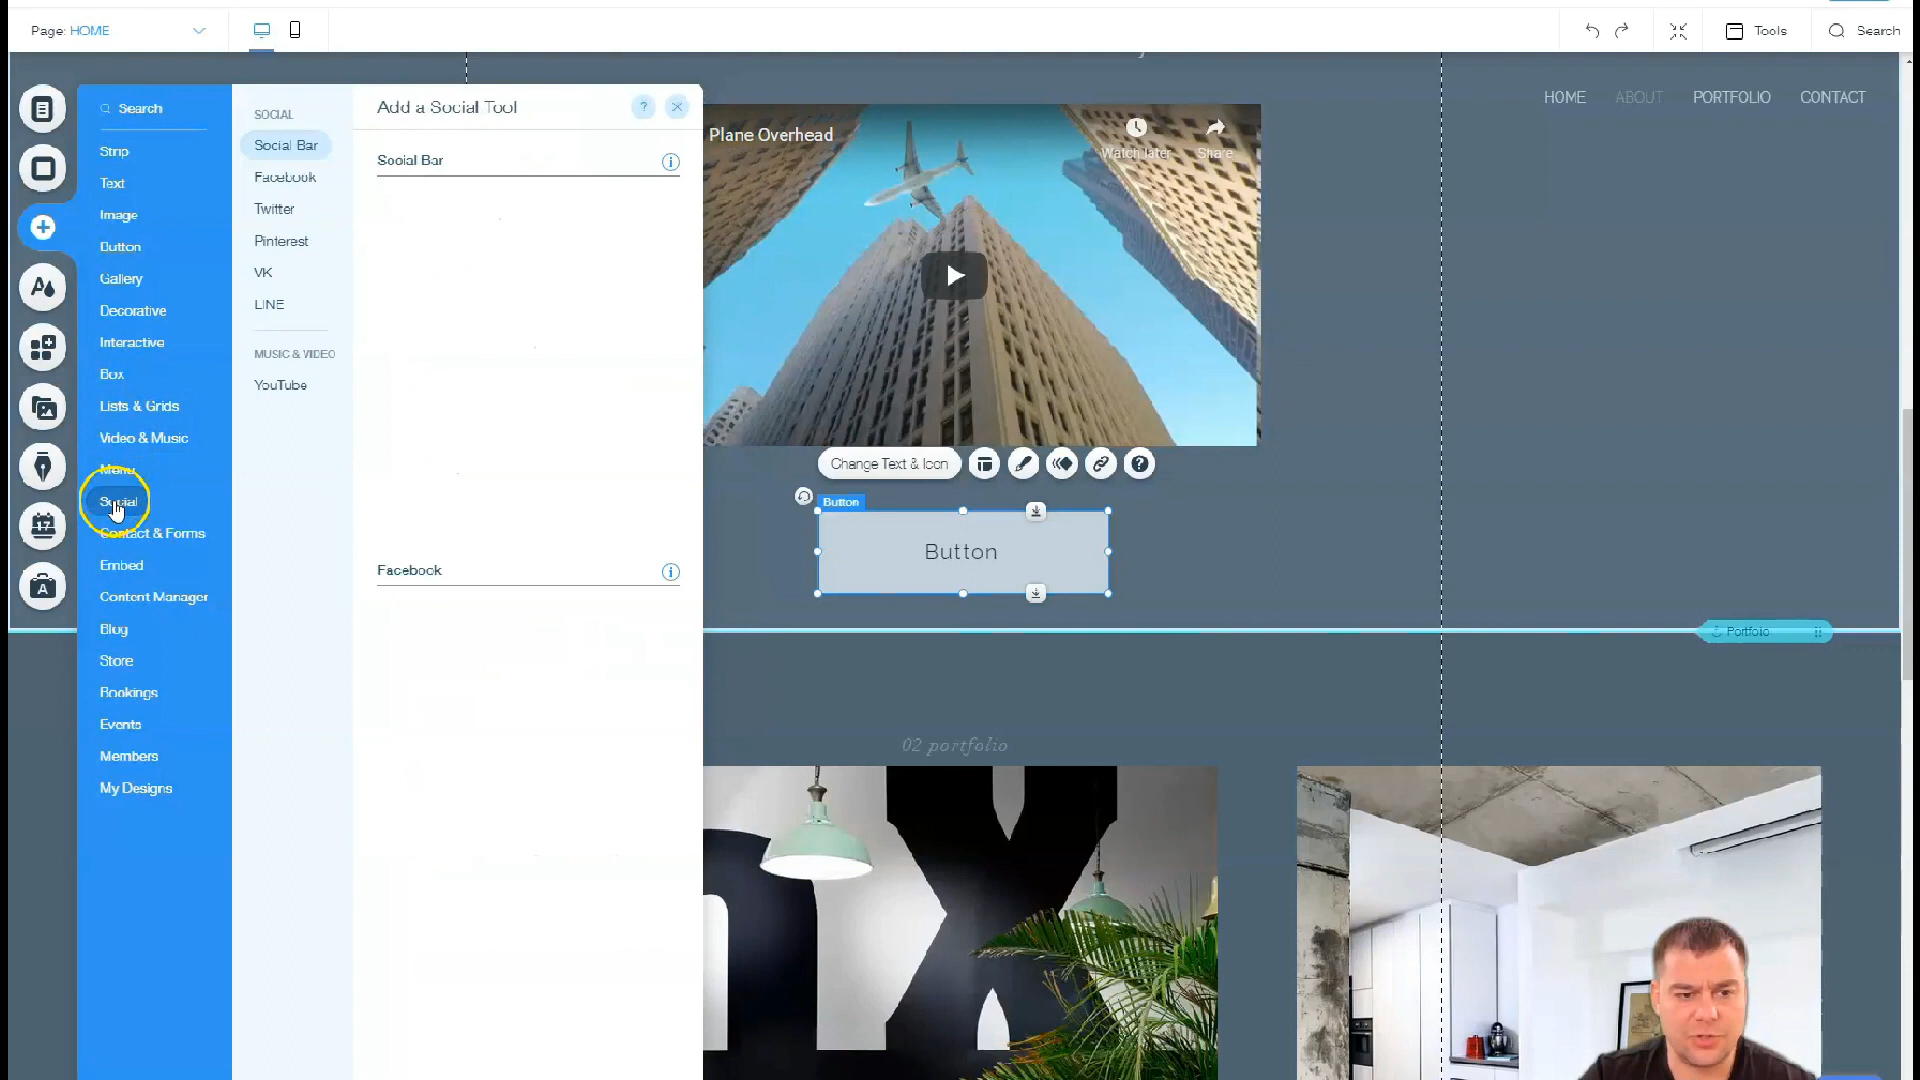 Page: HOME
Tools
Search
HOME ABOUT PORTFOLIO CONTACT
Search
Strip
Text
Image
Button
Gallery
Decorative
Interactive
Box
Lists & Grids
Video & Music
Menu
Social
Contact & Forms
Embed
Content Manager
Blog
Store
Bookings
Events
Members
My Designs
SOCIAL
Social Bar
Facebook
Twitter
Pinterest
VK
LINE
MUSIC & VIDEO
YouTube
Add a Social Tool
?
Social Bar
Facebook
Plane Overhead
Watch later
Share
Change Text & Icon
?
Button
Button
Portfolio
02 portfolio
17
A